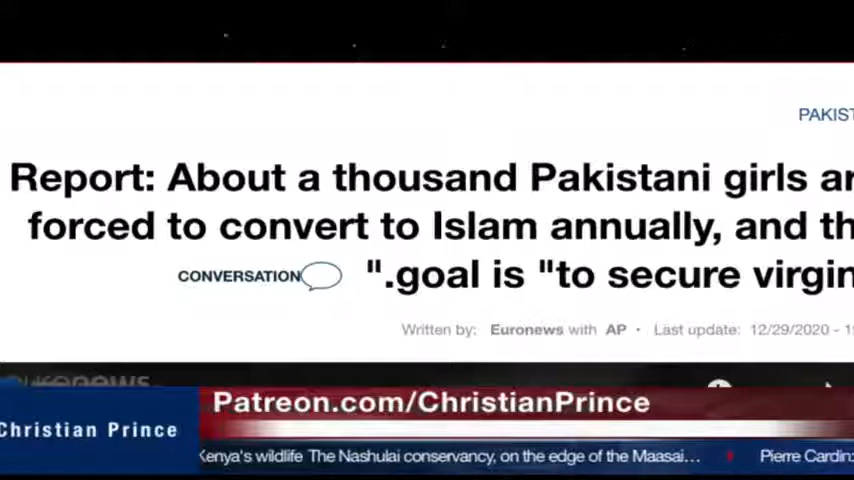 PAKIST
Report: About a thousand Pakistani girls ar
forced to convert to Islam annually, and th
CONVERSATION ".goal is "to secure virgin
Written by: Euronews with AP • Last update: 12/29/2020 - 1
euronews.
Patreon.com/ChristianPrince
Christian Prince
Kenya's wildlife The Nashulai conservancy, on the edge of the Maasai... • Pierre Cardin: